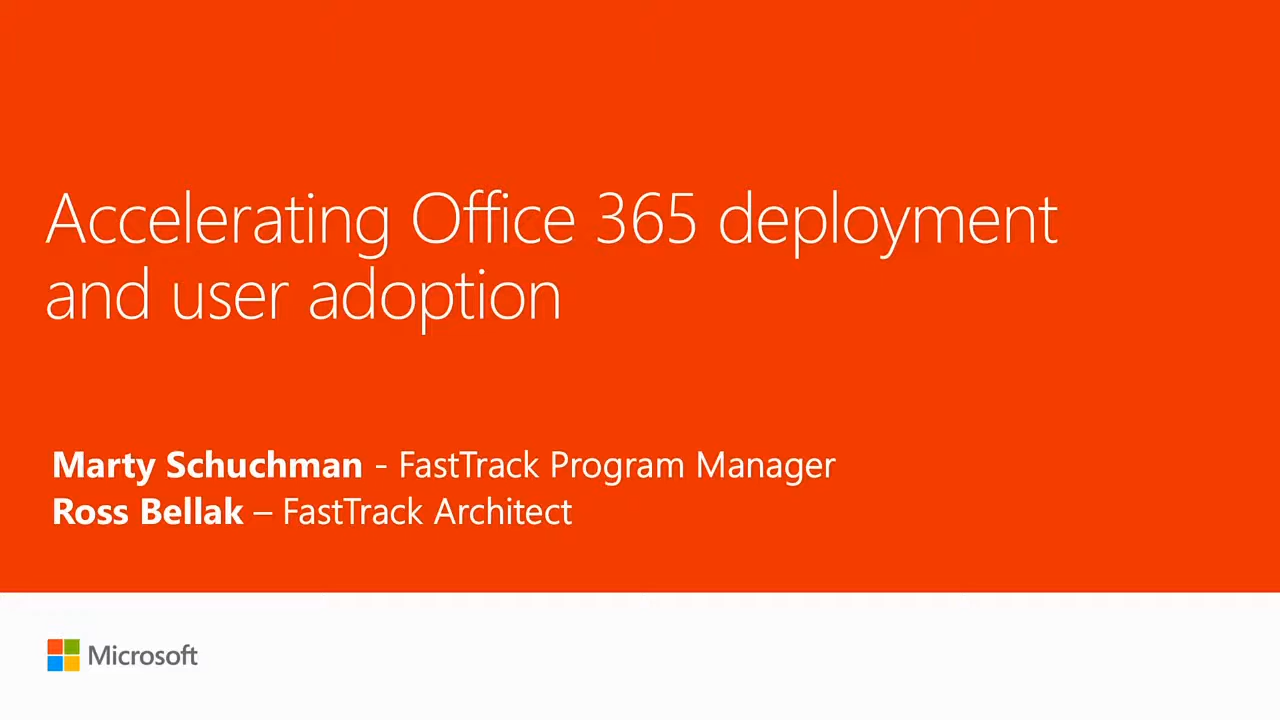 Accelerating Office 365 deployment
and user adoption
Marty Schuchman - FastTrack Program Manager
Ross Bellak – FastTrack Architect
Microsoft